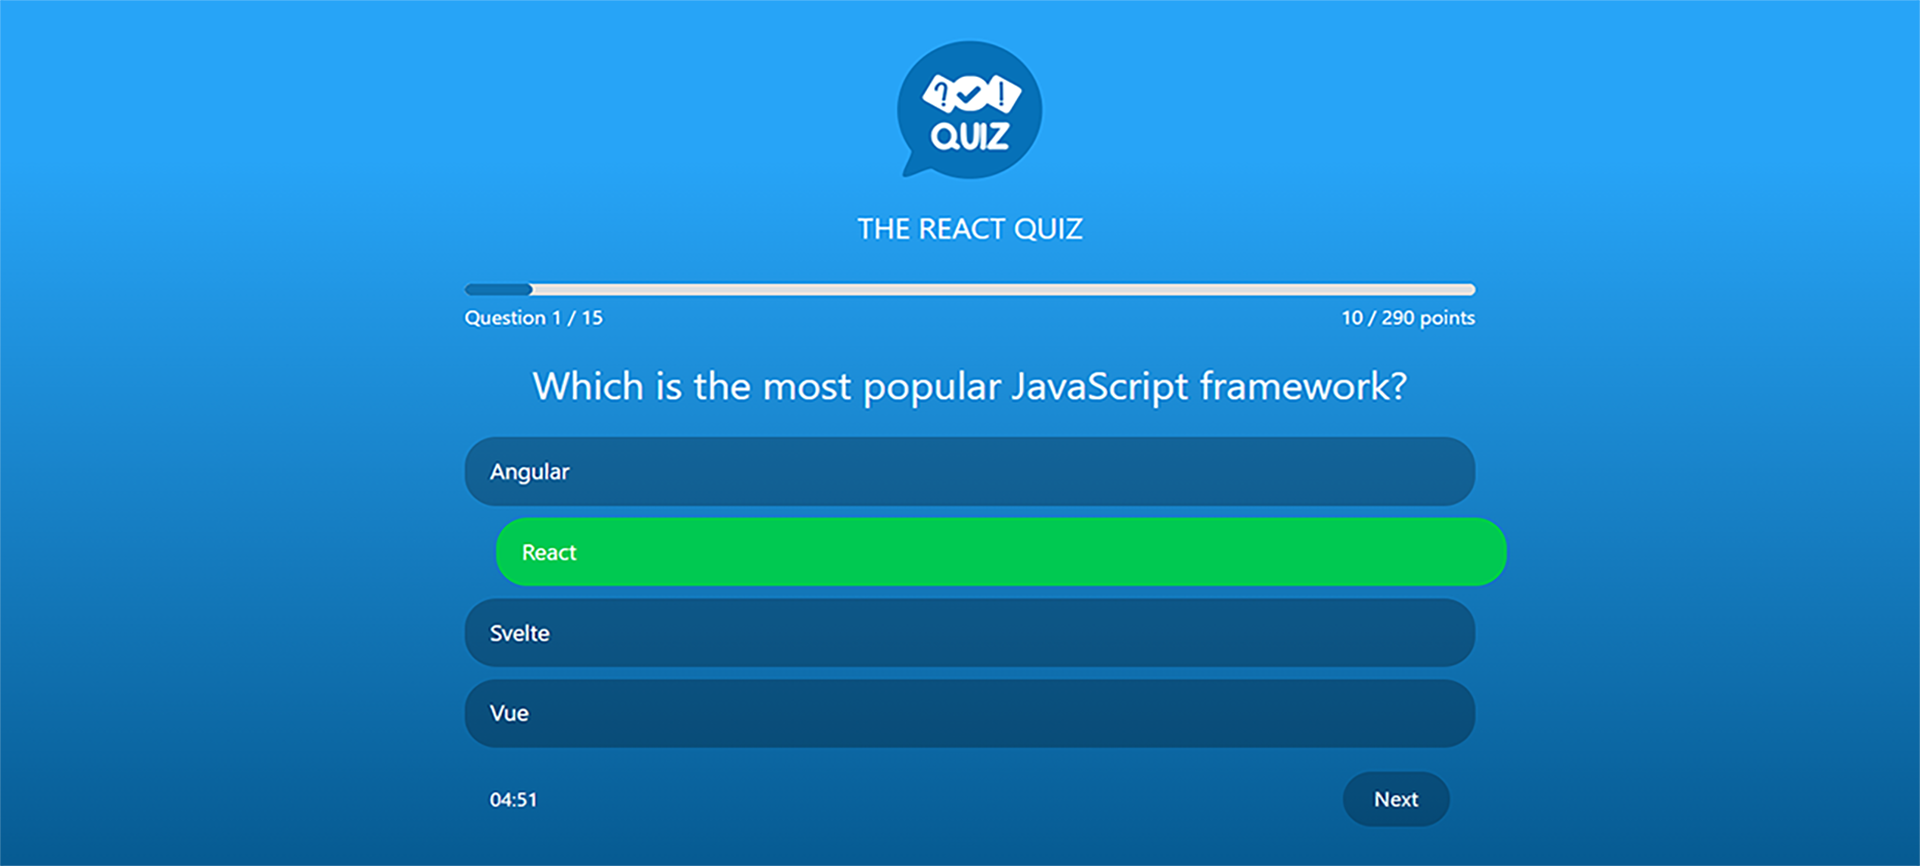 ? !
QUIZ
THE REACT QUIZ
Question 1 / 15
10 / 290 points
Which is the most popular JavaScript framework?
Angular
React
Svelte
Vue
04:51
Next